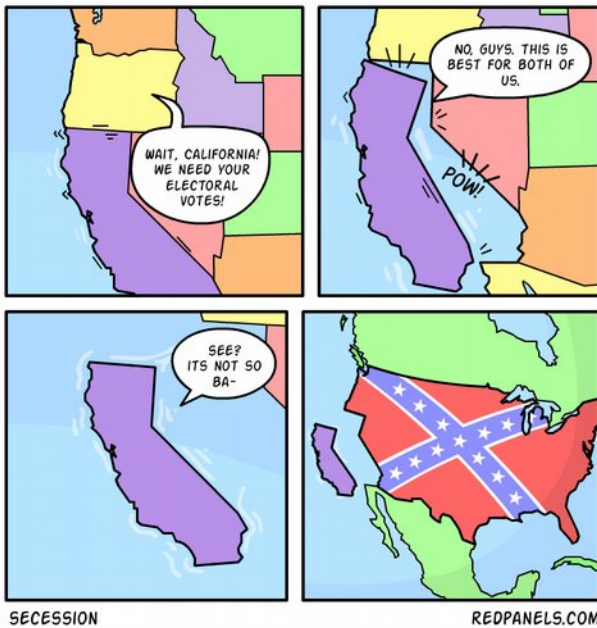 WAIT, CALIFORNIA!
WE NEED YOUR
ELECTORAL
VOTES!
NO, GUYS. THIS IS
BEST FOR BOTH OF
US.
POW!
SEE?
ITS NOT SO
BA-
SECESSION
REDPANELS.COM